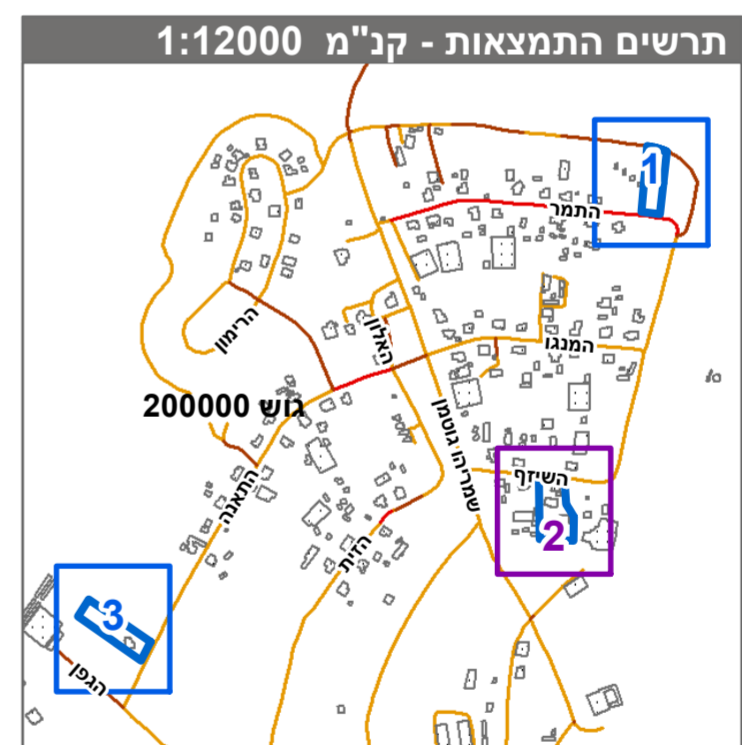 תרשים התמצאות - קנ"מ 1:12000
1
התמר
הרימון
האלון
המנגו
גוש 200000
שמריהו גוטמן
השיזף
התאנה
2
הזית
3
הגפן